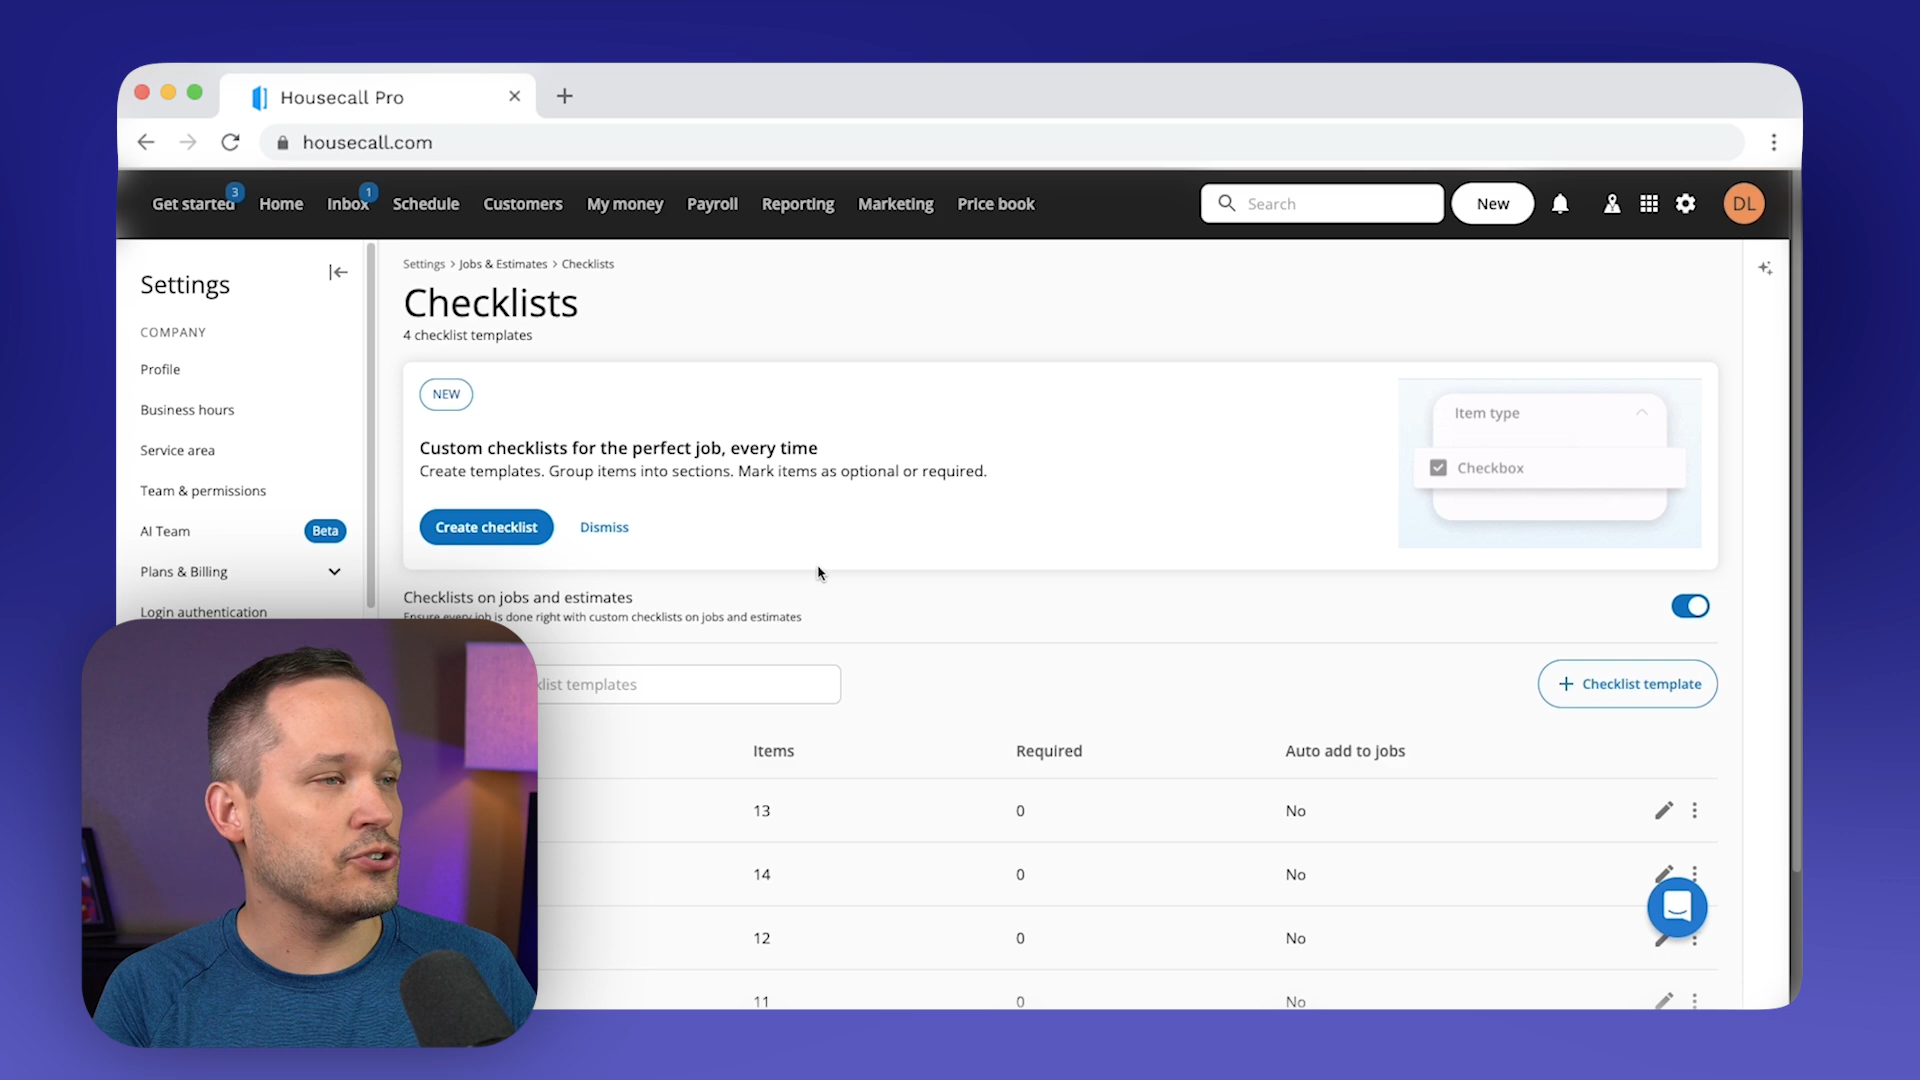 Housecall Pro
housecall.com
Get started 3 Home Inbox 1 Schedule Customers My money Payroll Reporting Marketing Price book Search New DL
Settings
COMPANY
Profile
Business hours
Service area
Team & permissions
AI Team Beta
Plans & Billing
Login authentication
Settings > Jobs & Estimates > Checklists
Checklists
4 checklist templates
NEW
Custom checklists for the perfect job, every time
Create templates. Group items into sections. Mark items as optional or required.
Create checklist Dismiss
Item type
Checkbox
Checklists on jobs and estimates
Ensure every job is done right with custom checklists on jobs and estimates
templates
+ Checklist template
Items Required Auto add to jobs
13 0 No
14 0 No
12 0 No
11 0 No